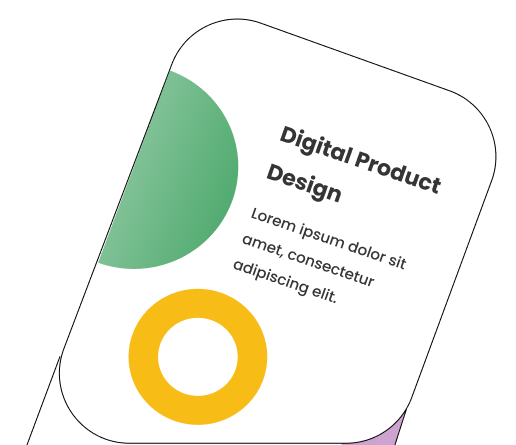 Digital Product
Design
Lorem ipsum dolor sit
amet, consectetur
adipiscing elit.